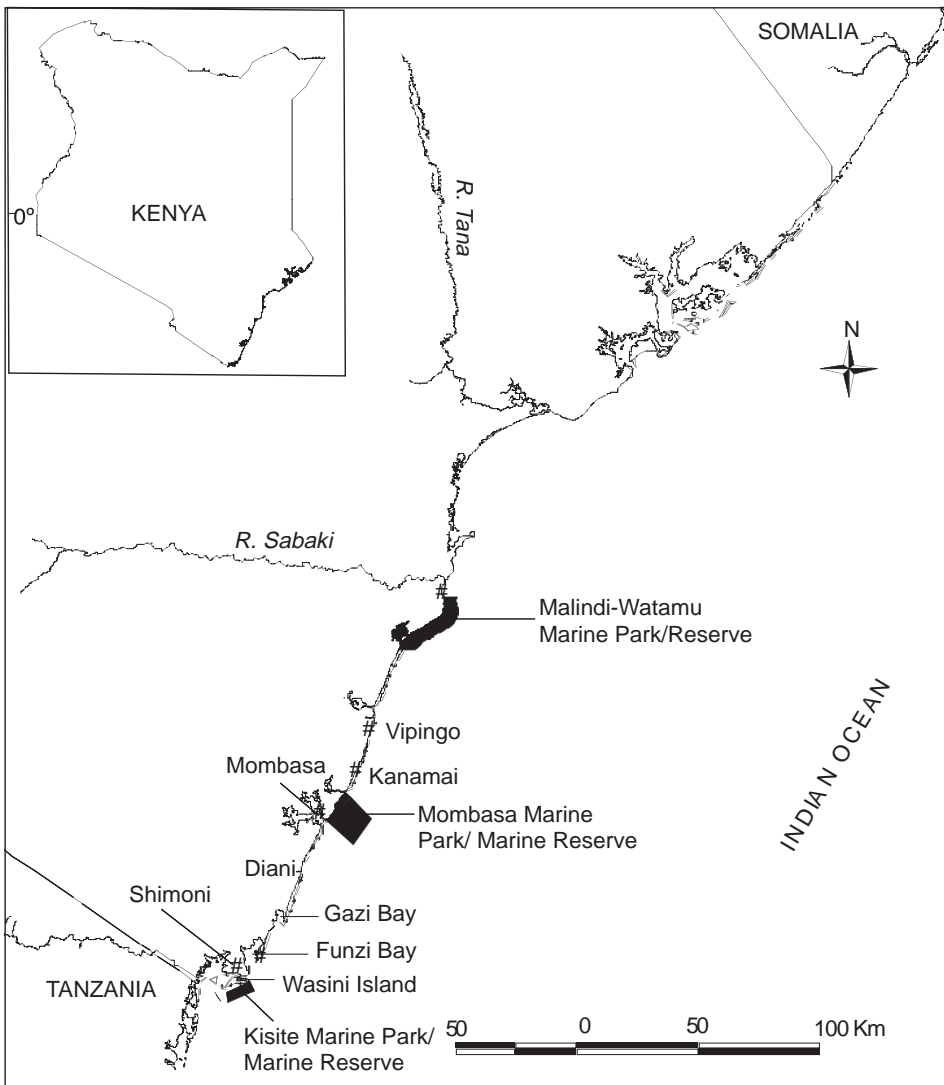 SOMALIA
KENYA
0º
R. Tana
N
R. Sabaki
#
Malindi-Watamu
Marine Park/Reserve
INDIAN OCEAN
Vipingo
#
Mombasa
#
Kanamai
Mombasa Marine
Park/ Marine Reserve
#
Diani
Shimoni
Gazi Bay
#
Funzi Bay
#
Wasini Island
TANZANIA
Kisite Marine Park/
Marine Reserve
50 0 50 100 Km